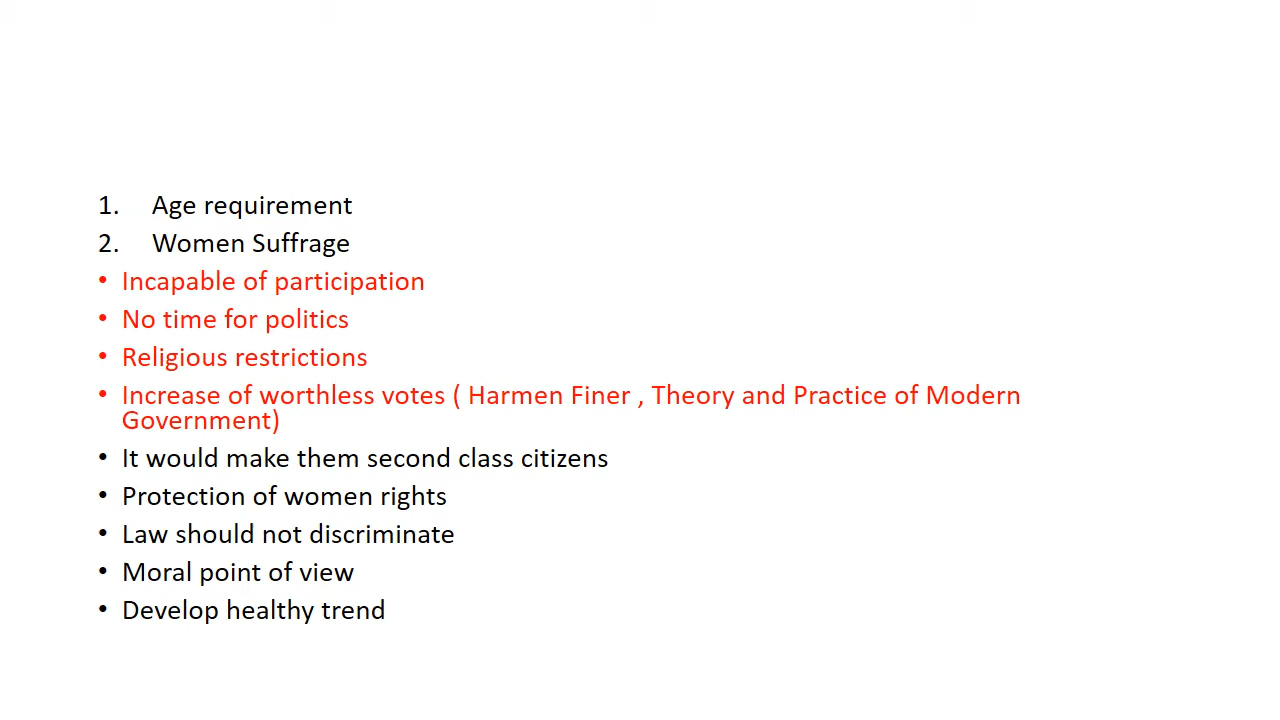 1. Age requirement
2. Women Suffrage
• Incapable of participation
• No time for politics
• Religious restrictions
• Increase of worthless votes ( Harmen Finer , Theory and Practice of Modern
Government)
• It would make them second class citizens
• Protection of women rights
• Law should not discriminate
• Moral point of view
• Develop healthy trend